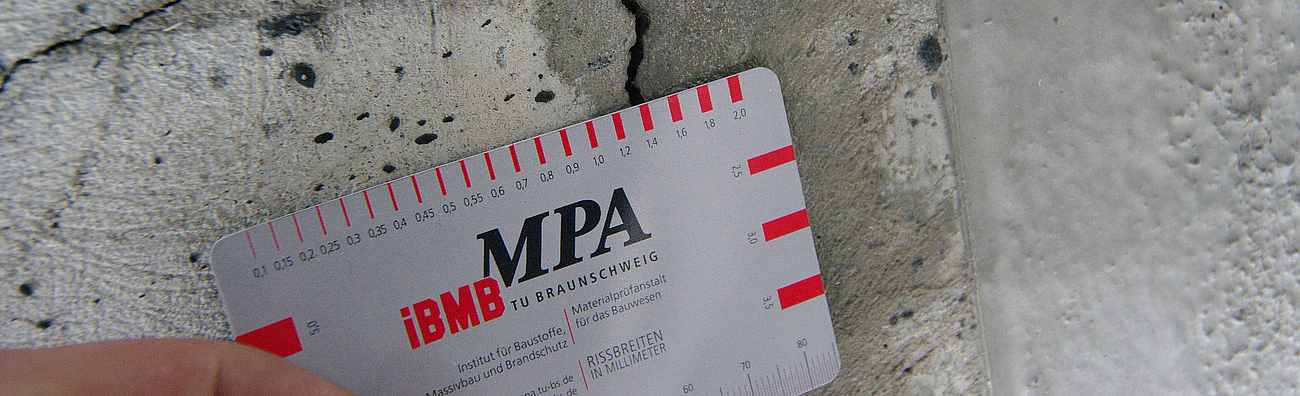 0,1 0,15 0,2 0,25 0,3 0,35 0,4 0,45 0,5 0,55 0,6 0,7 0,8 0,9 1,0 1,2 1,4 1,6 1,8 2,0
2,5
3,0
3,5
MPA
iBMB TU BRAUNSCHWEIG
Institut für Baustoffe,
Massivbau und Brandschutz
Materialprüfanstalt
für das Bauwesen
RISSBREITEN
IN MILLIMETER
60 70 80